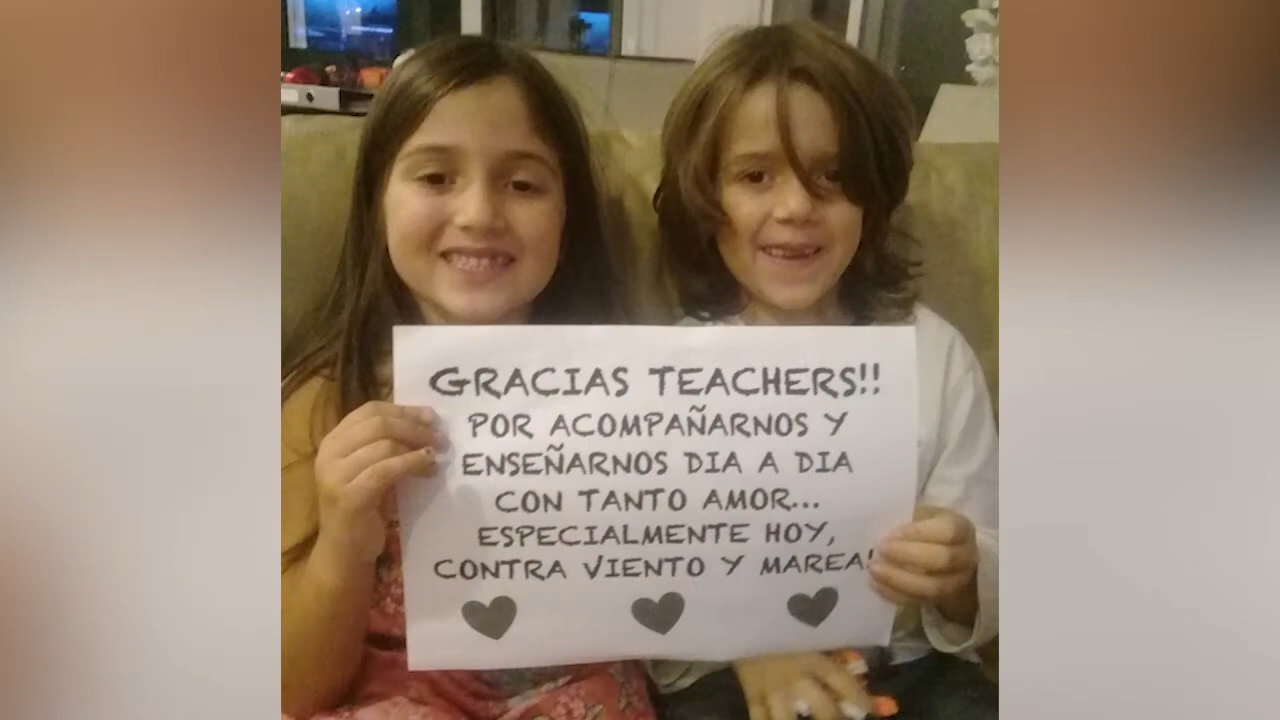 GRACIAS TEACHERS!!
POR ACOMPAÑARNOS Y
ENSEÑARNOS DIA A DIA
CON TANTO AMOR...
ESPECIALMENTE HOY,
CONTRA VIENTO Y MAREA!